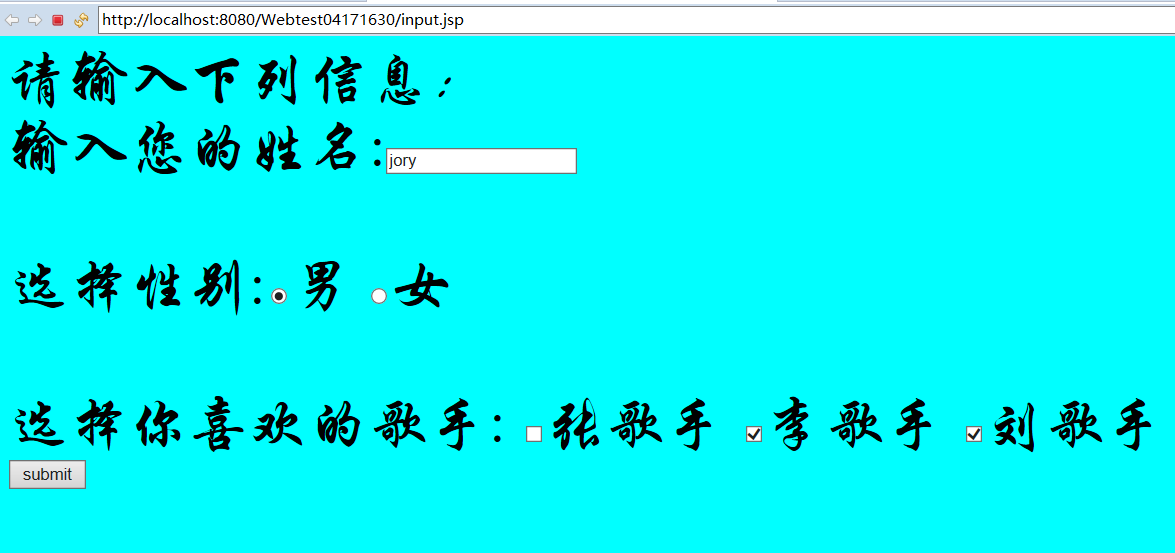 http://localhost:8080/Webtest04171630/input.jsp
请输入下列信息：
输入您的姓名:jory
选择性别:男 女
选择你喜欢的歌手：张歌手 李歌手 刘歌手
submit